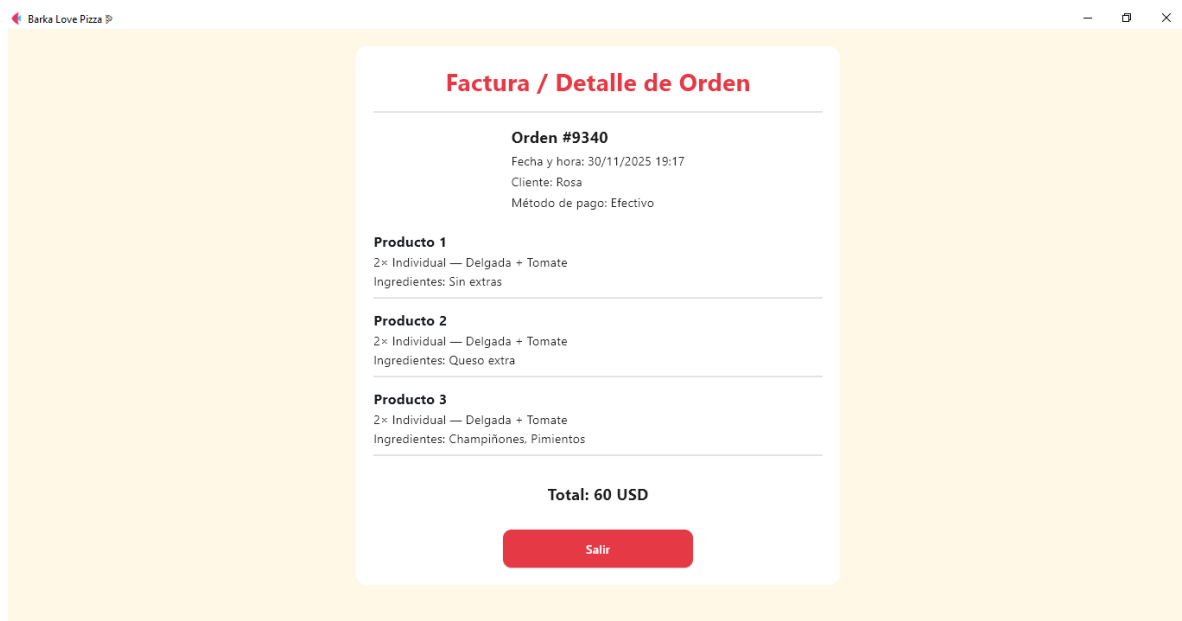 Barka Love Pizza
Factura / Detalle de Orden
Orden #9340
Fecha y hora: 30/11/2025 19:17
Cliente: Rosa
Método de pago: Efectivo
Producto 1
2× Individual — Delgada + Tomate
Ingredientes: Sin extras
Producto 2
2× Individual — Delgada + Tomate
Ingredientes: Queso extra
Producto 3
2× Individual — Delgada + Tomate
Ingredientes: Champiñones, Pimientos
Total: 60 USD
Salir